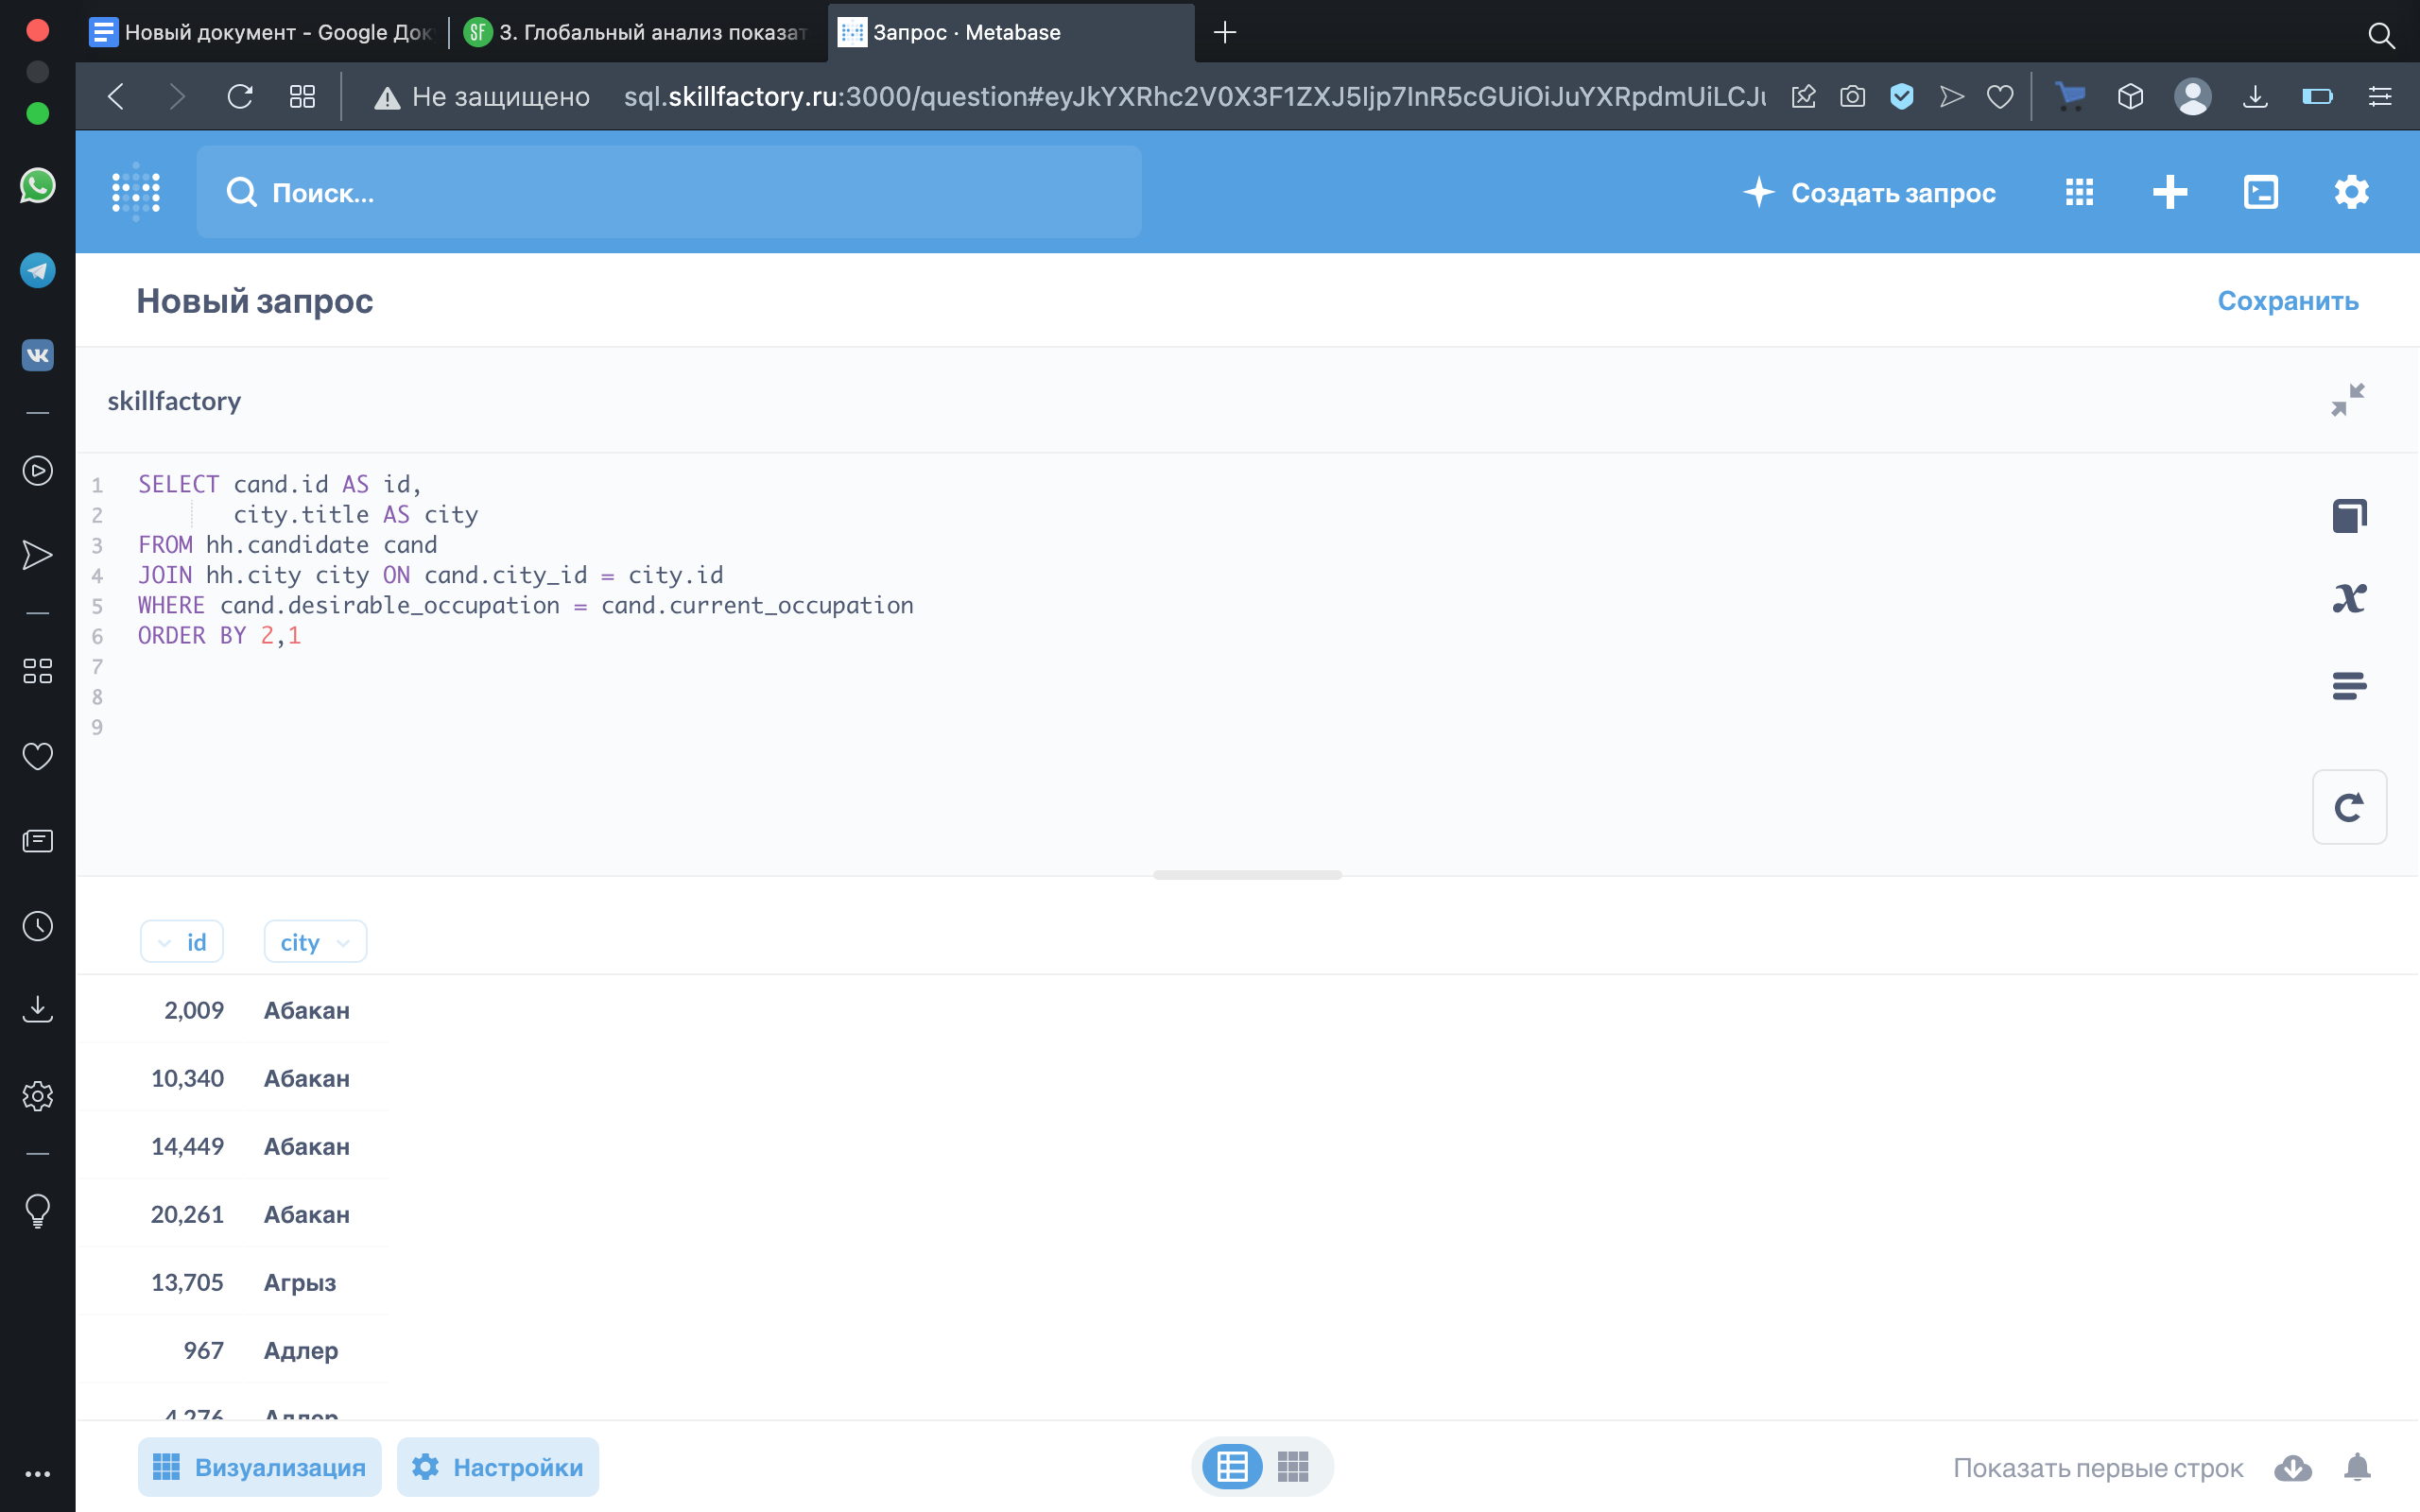 Новый документ - Google Док
SF 3. Глобальный анализ показат
Запрос · Metabase
Не защищено sql.skillfactory.ru:3000/question#eyJkYXRhc2V0X3F1ZXJ5Ijp7InR5cGUiOiJuYXRpdmUiLCJ
Поиск...
Создать запрос
Новый запрос
Сохранить
skillfactory
1 SELECT cand.id AS id,
2 city.title AS city
3 FROM hh.candidate cand
4 JOIN hh.city city ON cand.city_id = city.id
5 WHERE cand.desirable_occupation = cand.current_occupation
6 ORDER BY 2,1
7
8
9
id city
2,009 Абакан
10,340 Абакан
14,449 Абакан
20,261 Абакан
13,705 Агрыз
967 Адлер
4,276 Адлер
Визуализация Настройки Показать первые строк